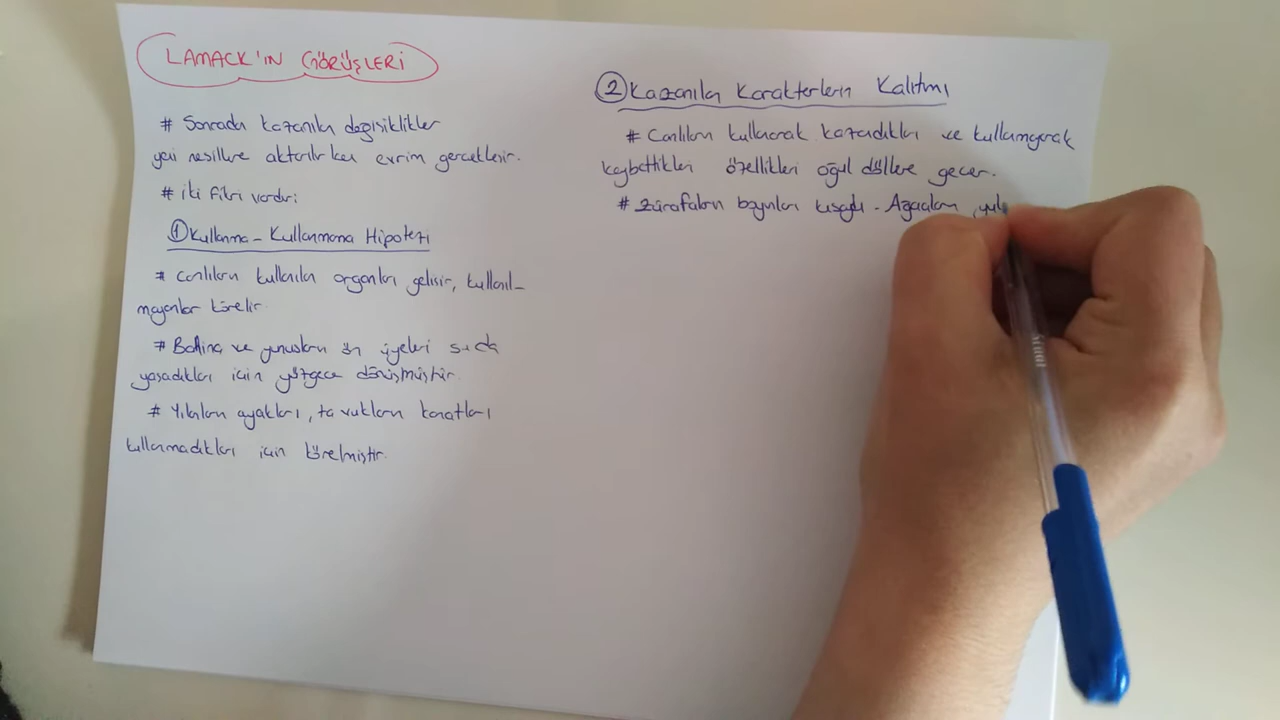 LAMACK'IN GÖRÜŞLERİ
# Sonradan kazanılan değişiklikler
yeni nesillere aktarılırken evrim gerçekleşir.
# İki fikri vardır:
① Kullanma - Kullanmama Hipotezi
# Canlıların kullanılan organları gelişir, kullanıl-
mayanlar körelir.
# Balina ve yunusların ön üyeleri suda
yaşadıkları için yüzgece dönüşmüştür.
# Yılanların ayakları, tavukların kanatları
kullanmadıkları için körelmiştir.
② Kazanılan Karakterlerin Kalıtımı
# Canlıların kullanarak kazandıkları ve kullanmayarak
kaybettikleri özellikleri oğul döllere geçer.
# Zürafaların boyunları kısaydı. Ağaçların